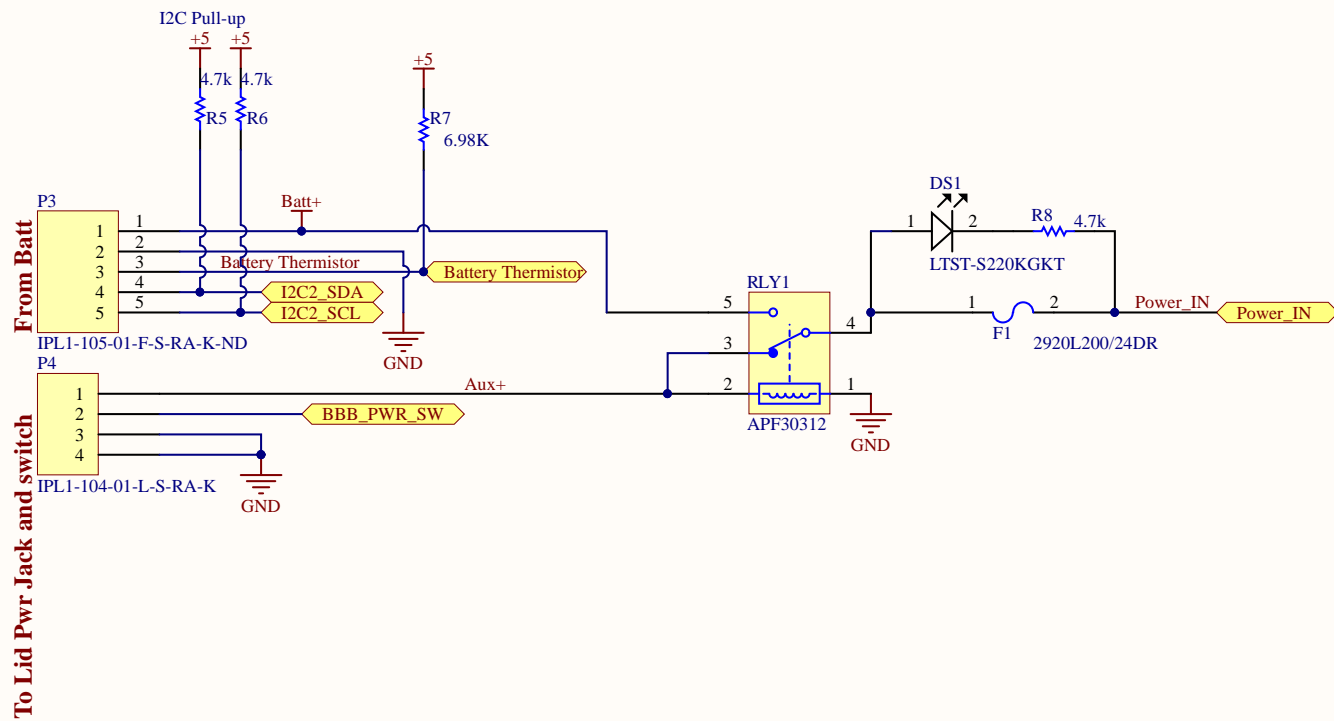 I2C Pull-up
+5 +5
+5
4.7k 4.7k
R5 R6
R7
6.98K
P3
From Batt
1 1
2 2
3 3
4 4
5 5
IPL1-105-01-F-S-RA-K-ND
Batt+
Battery Thermistor
Battery Thermistor
I2C2_SDA
I2C2_SCL
GND
DS1
1 2
R8 4.7k
LTST-S220KGKT
RLY1
5
4
3
2 1
APF30312
GND
1 2
F1
2920L200/24DR
Power_IN
Power_IN
P4
To Lid Pwr Jack and switch
1
2
3
4
IPL1-104-01-L-S-RA-K
Aux+
BBB_PWR_SW
GND